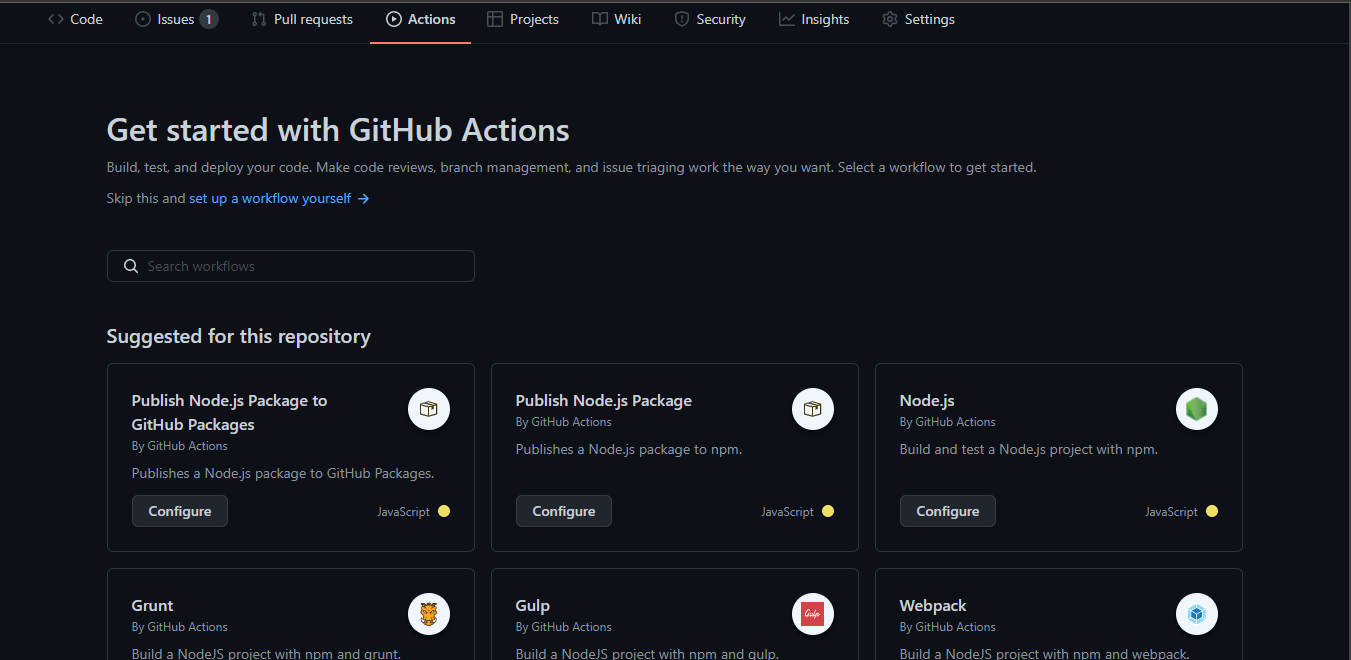 Code Issues 1 Pull requests Actions Projects Wiki Security Insights Settings
Get started with GitHub Actions
Build, test, and deploy your code. Make code reviews, branch management, and issue triaging work the way you want. Select a workflow to get started.
Skip this and set up a workflow yourself →
Search workflows
Suggested for this repository
Publish Node.js Package to
GitHub Packages
By GitHub Actions
Publishes a Node.js package to GitHub Packages.
Configure JavaScript
Publish Node.js Package
By GitHub Actions
Publishes a Node.js package to npm.
Configure JavaScript
Node.js
By GitHub Actions
Build and test a Node.js project with npm.
Configure JavaScript
Grunt
By GitHub Actions
Build a NodeJS project with npm and grunt.
Gulp
By GitHub Actions
Gulp
Build a NodeJS project with npm and gulp.
Webpack
By GitHub Actions
Build a NodeJS project with npm and webpack.